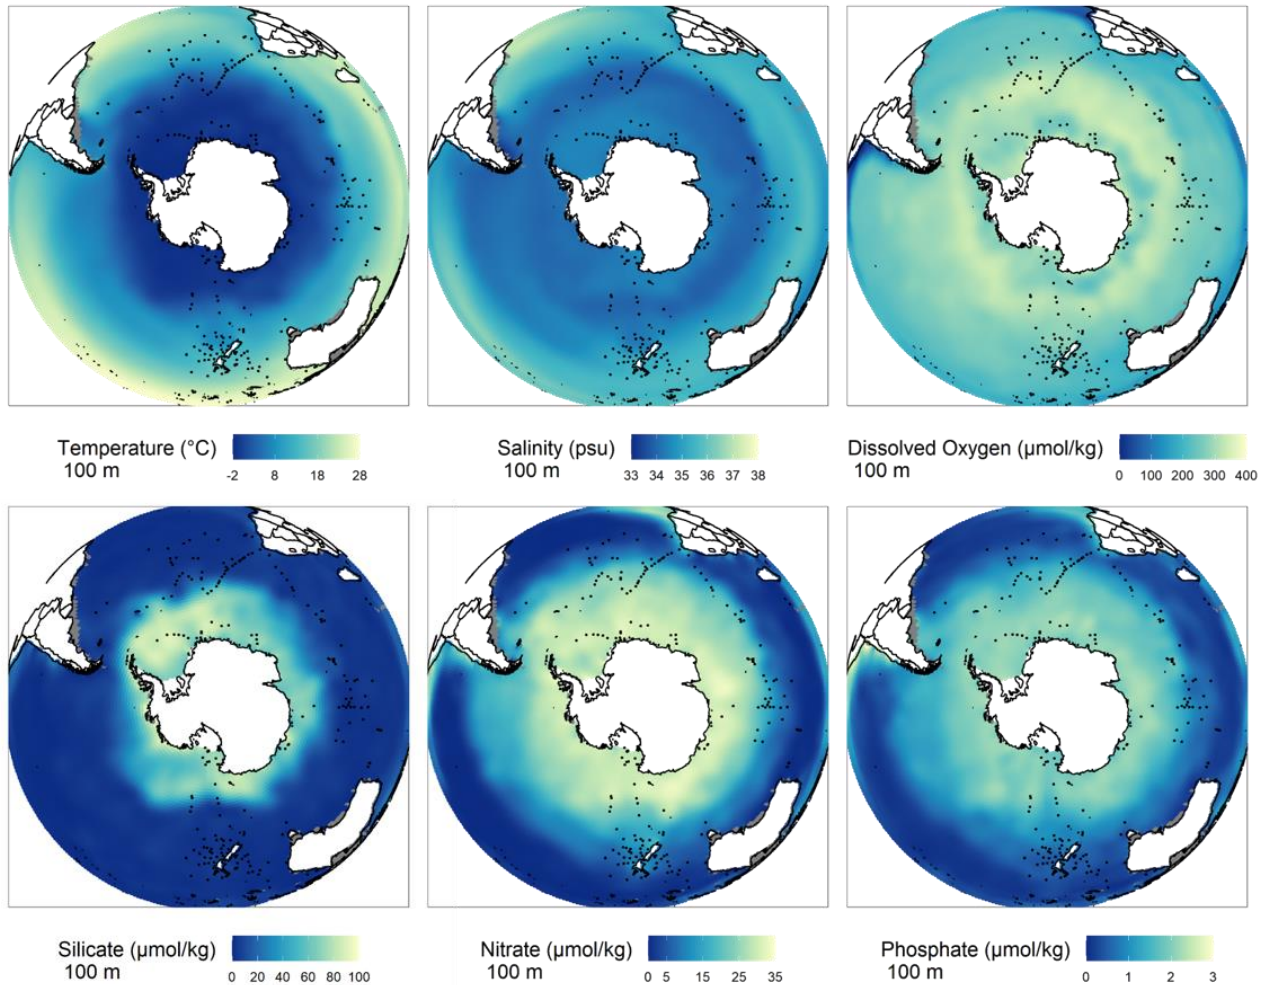 Temperature (°C)
100 m
-2 8 18 28
Salinity (psu)
100 m
33 34 35 36 37 38
Dissolved Oxygen (μmol/kg)
100 m
0 100 200 300 400
Silicate (μmol/kg)
100 m
0 20 40 60 80 100
Nitrate (μmol/kg)
100 m
0 5 15 25 35
Phosphate (μmol/kg)
100 m
0 1 2 3